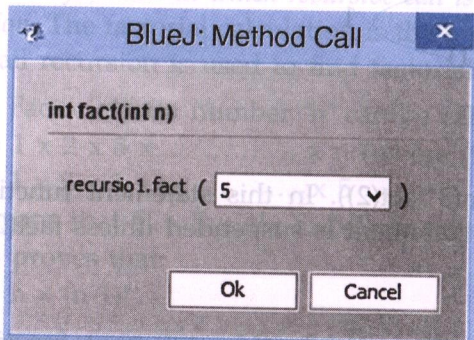 BlueJ: Method Call
int fact(int n)
recursio1.fact ( 5 )
Ok
Cancel